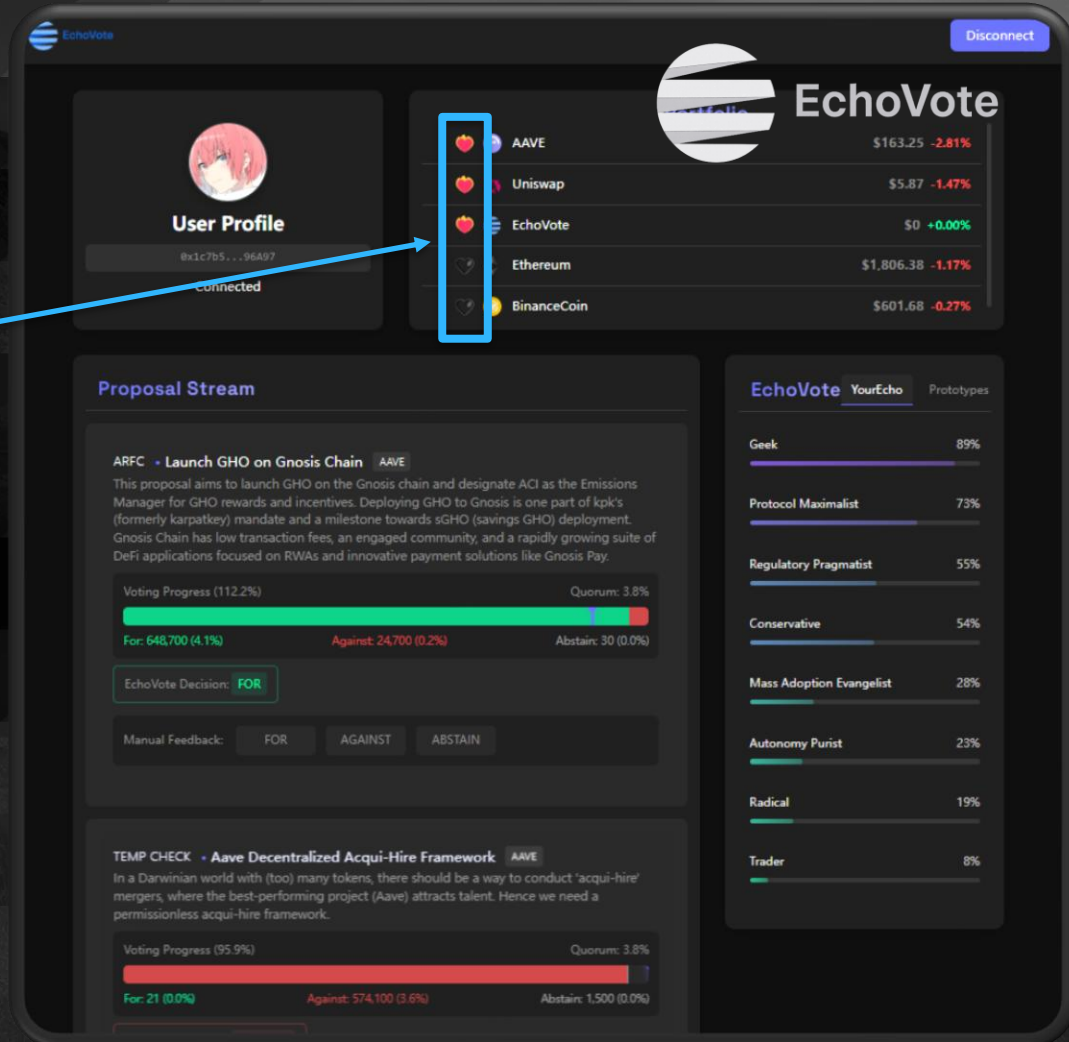 EchoVote
Disconnect
EchoVote
AAVE
$163.25 -2.81%
Uniswap
$5.87 -1.47%
EchoVote
$0 +0.00%
Ethereum
$1,806.38 -1.17%
BinanceCoin
$601.68 -0.27%
User Profile
0x1c7b5...96A97
Connected
Proposal Stream
ARFC • Launch GHO on Gnosis Chain AAVE
This proposal aims to launch GHO on the Gnosis chain and designate ACI as the Emissions
Manager for GHO rewards and incentives. Deploying GHO to Gnosis is one part of kpk's
(formerly karpatkey) mandate and a milestone towards sGHO (savings GHO) deployment.
Gnosis Chain has low transaction fees, an engaged community, and a rapidly growing suite of
DeFi applications focused on RWAs and innovative payment solutions like Gnosis Pay.
Voting Progress (112.2%)
Quorum: 3.8%
For: 648,700 (4.1%)
Against: 24,700 (0.2%)
Abstain: 30 (0.0%)
EchoVote Decision: FOR
Manual Feedback: FOR AGAINST ABSTAIN
TEMP CHECK • Aave Decentralized Acqui-Hire Framework AAVE
In a Darwinian world with (too) many tokens, there should be a way to conduct 'acqui-hire'
mergers, where the best-performing project (Aave) attracts talent. Hence we need a
permissionless acqui-hire framework.
Voting Progress (95.9%)
Quorum: 3.8%
For: 21 (0.0%)
Against: 574,100 (3.6%)
Abstain: 1,500 (0.0%)
EchoVote YourEcho Prototypes
Geek 89%
Protocol Maximalist 73%
Regulatory Pragmatist 55%
Conservative 54%
Mass Adoption Evangelist 28%
Autonomy Purist 23%
Radical 19%
Trader 8%